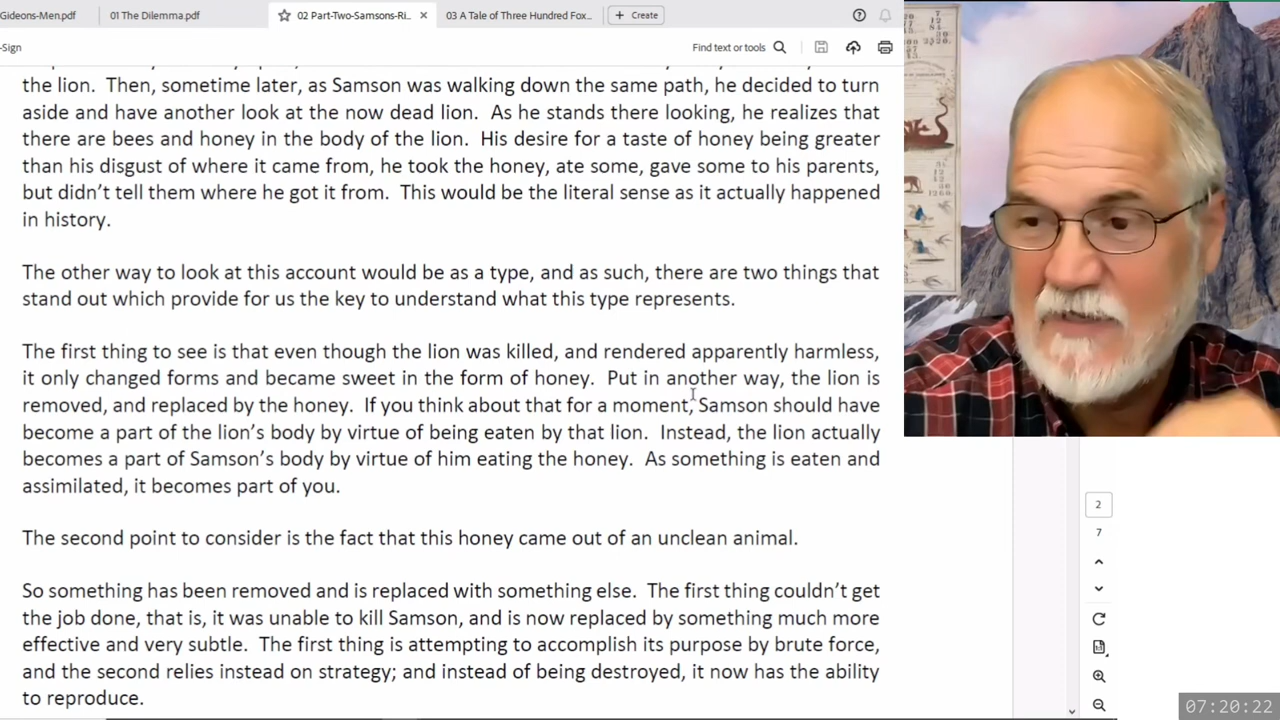 Gideons-Men.pdf
01 The Dilemma.pdf
02 Part-Two-Samsons-Ri...
03 A Tale of Three Hundred Fox...
+ Create
-Sign
Find text or tools
the lion. Then, sometime later, as Samson was walking down the same path, he decided to turn
aside and have another look at the now dead lion. As he stands there looking, he realizes that
there are bees and honey in the body of the lion. His desire for a taste of honey being greater
than his disgust of where it came from, he took the honey, ate some, gave some to his parents,
but didn't tell them where he got it from. This would be the literal sense as it actually happened
in history.
The other way to look at this account would be as a type, and as such, there are two things that
stand out which provide for us the key to understand what this type represents.
The first thing to see is that even though the lion was killed, and rendered apparently harmless,
it only changed forms and became sweet in the form of honey. Put in another way, the lion is
removed, and replaced by the honey. If you think about that for a moment, Samson should have
become a part of the lion's body by virtue of being eaten by that lion. Instead, the lion actually
becomes a part of Samson's body by virtue of him eating the honey. As something is eaten and
assimilated, it becomes part of you.
The second point to consider is the fact that this honey came out of an unclean animal.
So something has been removed and is replaced with something else. The first thing couldn't get
the job done, that is, it was unable to kill Samson, and is now replaced by something much more
effective and very subtle. The first thing is attempting to accomplish its purpose by brute force,
and the second relies instead on strategy; and instead of being destroyed, it now has the ability
to reproduce.
2
7
07:20:22